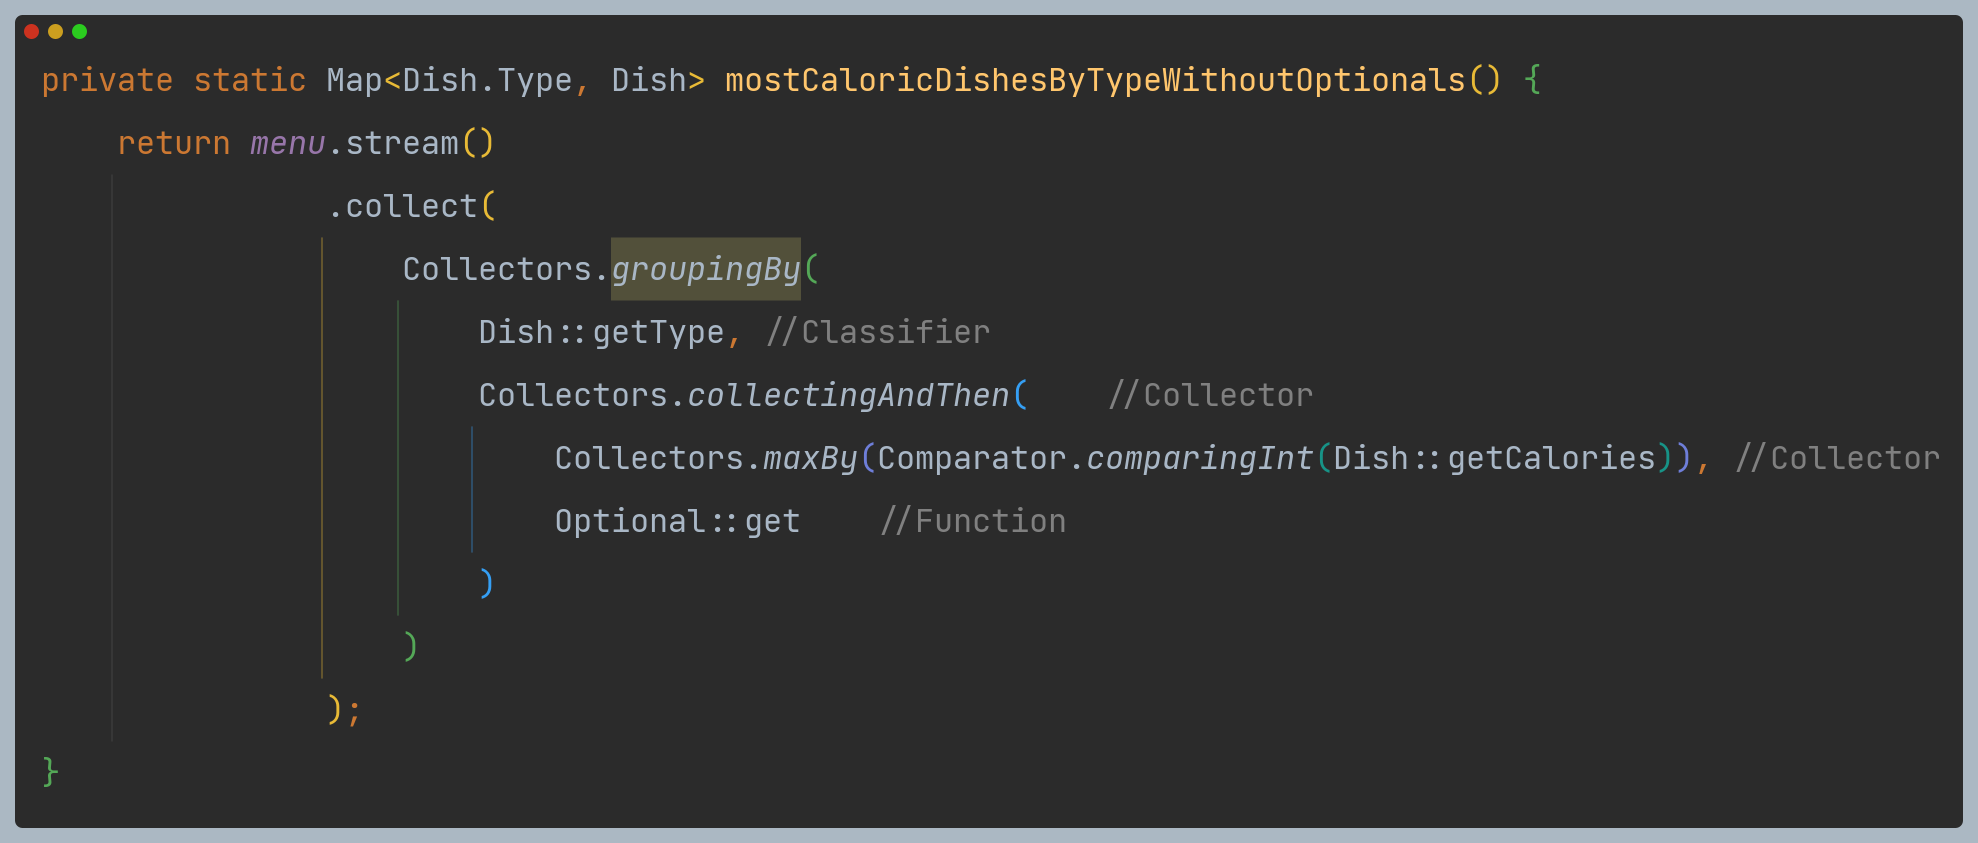 private static Map<Dish.Type, Dish> mostCaloricDishesByTypeWithoutOptionals() {
    return menu.stream()
               .collect(
                   Collectors.groupingBy(
                       Dish::getType, //Classifier
                       Collectors.collectingAndThen(    //Collector
                           Collectors.maxBy(Comparator.comparingInt(Dish::getCalories)), //Collector
                           Optional::get    //Function
                       )
                   )
               );
}